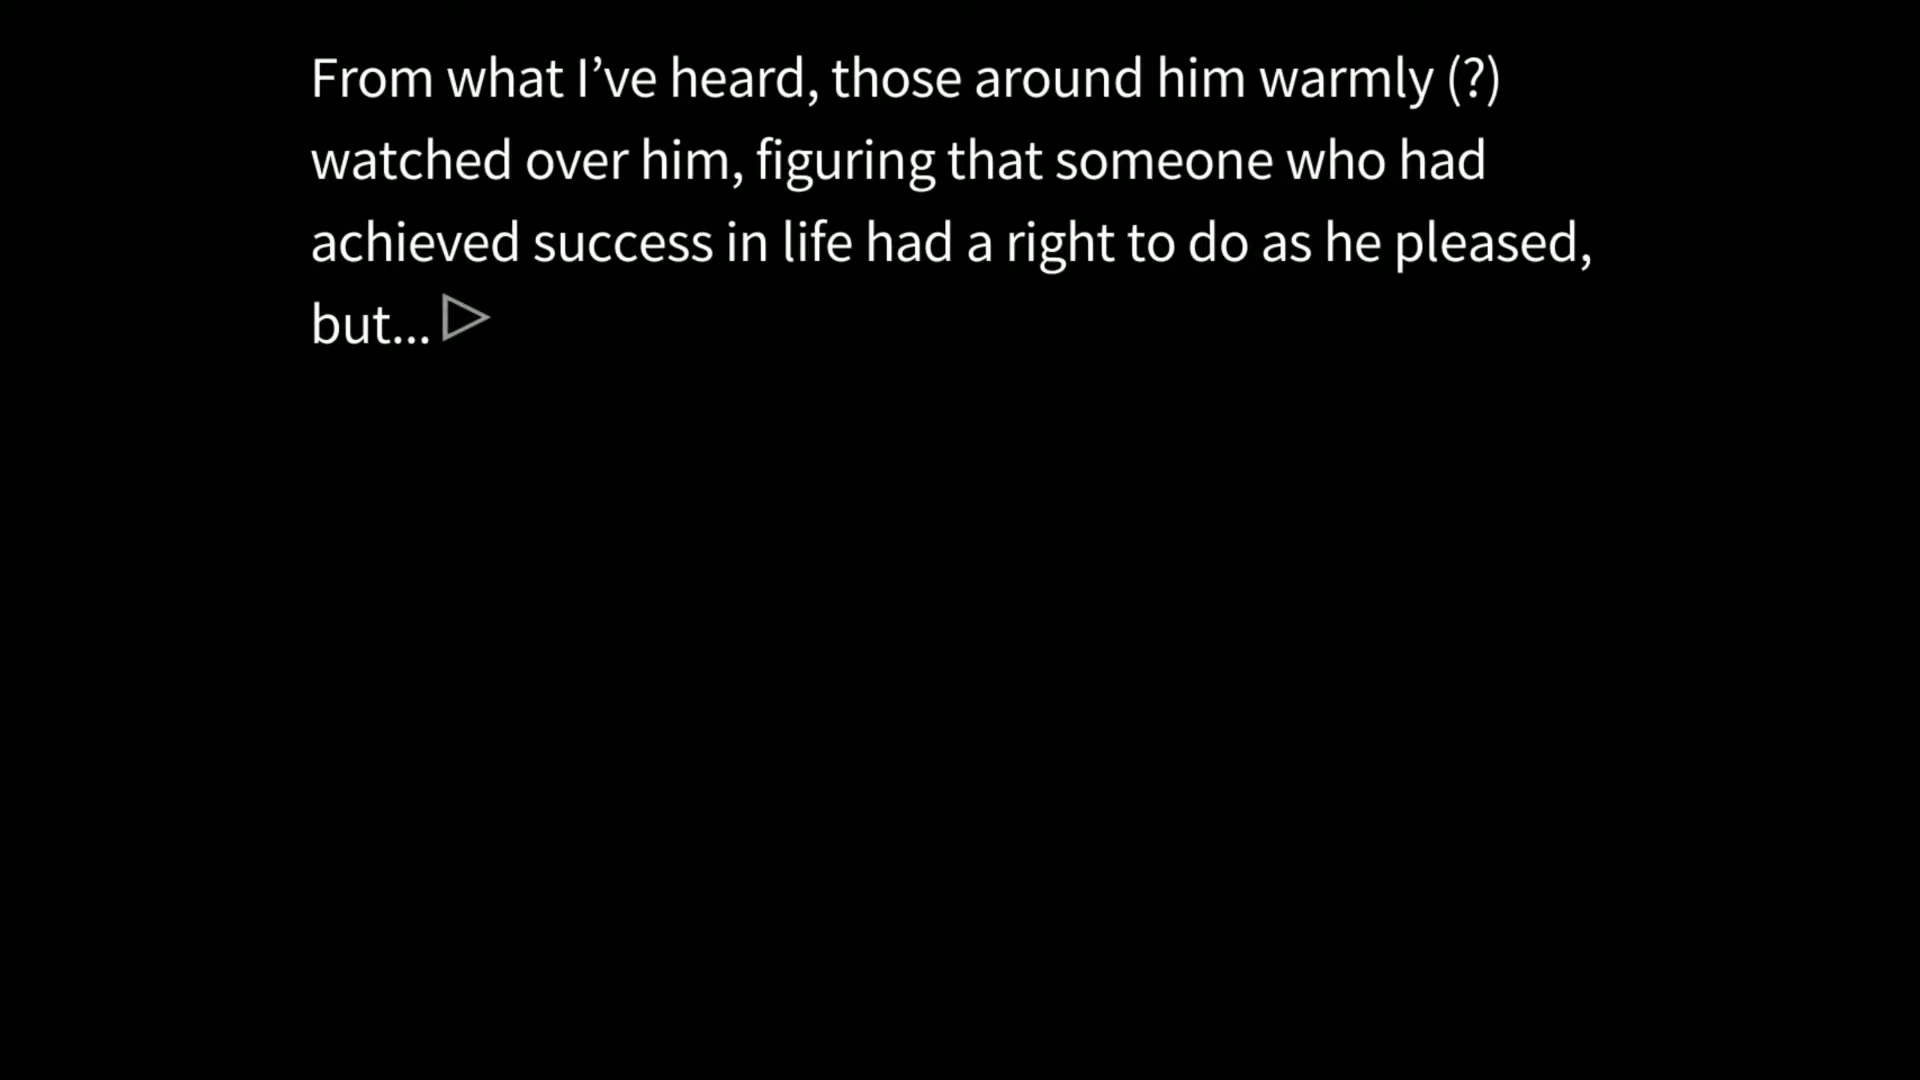 From what I’ve heard, those around him warmly (?)
watched over him, figuring that someone who had
achieved success in life had a right to do as he pleased,
but...